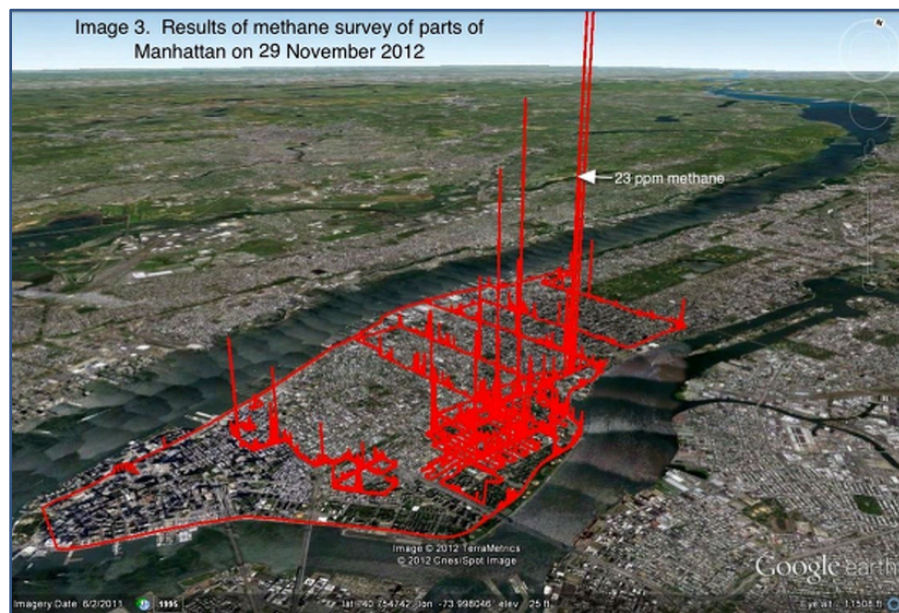 Image 3.  Results of methane survey of parts of
Manhattan on 29 November 2012
N
23 ppm methane
Image © 2012 TerraMetrics
© 2012 Cnes/Spot Image
Google earth
Imagery Date: 6/2/2011 1995 lat 40.754742° lon -73.998046° elev 25 ft Eye alt 11505 ft